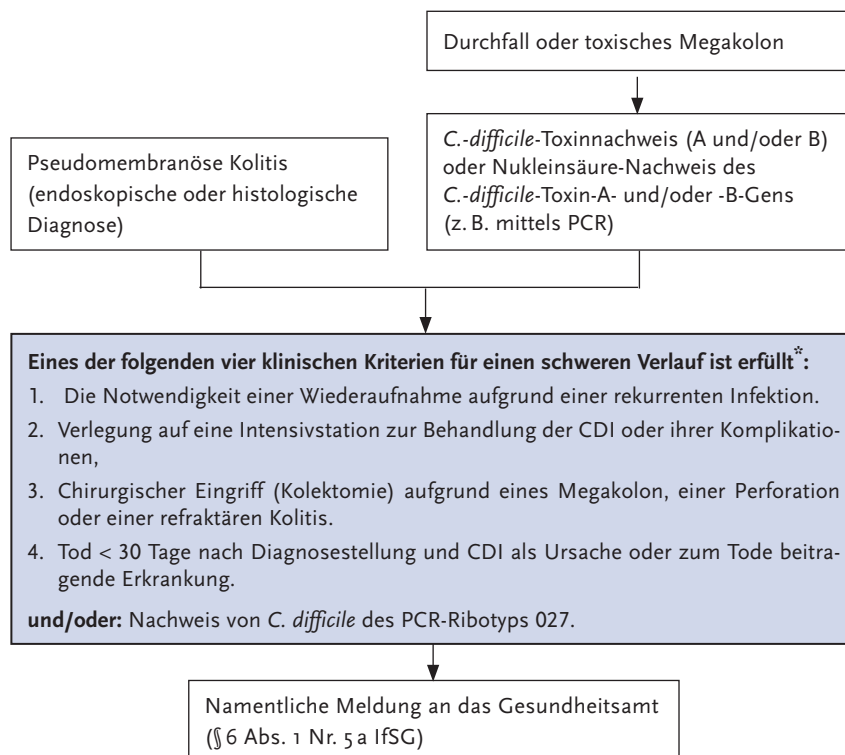 Durchfall oder toxisches Megakolon
C.-difficile-Toxinnachweis (A und/oder B)
oder Nukleinsäure-Nachweis des
C.-difficile-Toxin-A- und/oder -B-Gens
(z. B. mittels PCR)
Pseudomembranöse Kolitis
(endoskopische oder histologische
Diagnose)
Eines der folgenden vier klinischen Kriterien für einen schweren Verlauf ist erfüllt*:
1. Die Notwendigkeit einer Wiederaufnahme aufgrund einer rekurrenten Infektion.
2. Verlegung auf eine Intensivstation zur Behandlung der CDI oder ihrer Komplikatio-
nen,
3. Chirurgischer Eingriff (Kolektomie) aufgrund eines Megakolon, einer Perforation
oder einer refraktären Kolitis.
4. Tod < 30 Tage nach Diagnosestellung und CDI als Ursache oder zum Tode beitra-
gende Erkrankung.
und/oder: Nachweis von C. difficile des PCR-Ribotyps 027.
Namentliche Meldung an das Gesundheitsamt
(§ 6 Abs. 1 Nr. 5 a IfSG)